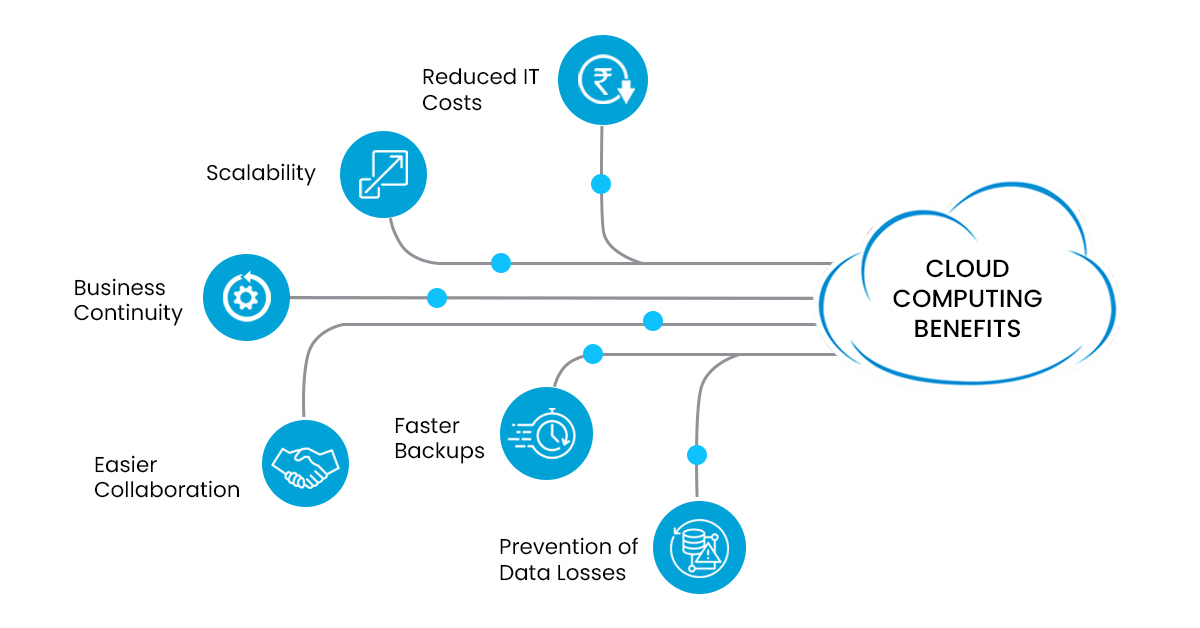 Reduced IT
Costs
Scalability
Business
Continuity
Easier
Collaboration
Faster
Backups
Prevention of
Data Losses
CLOUD
COMPUTING
BENEFITS
₹